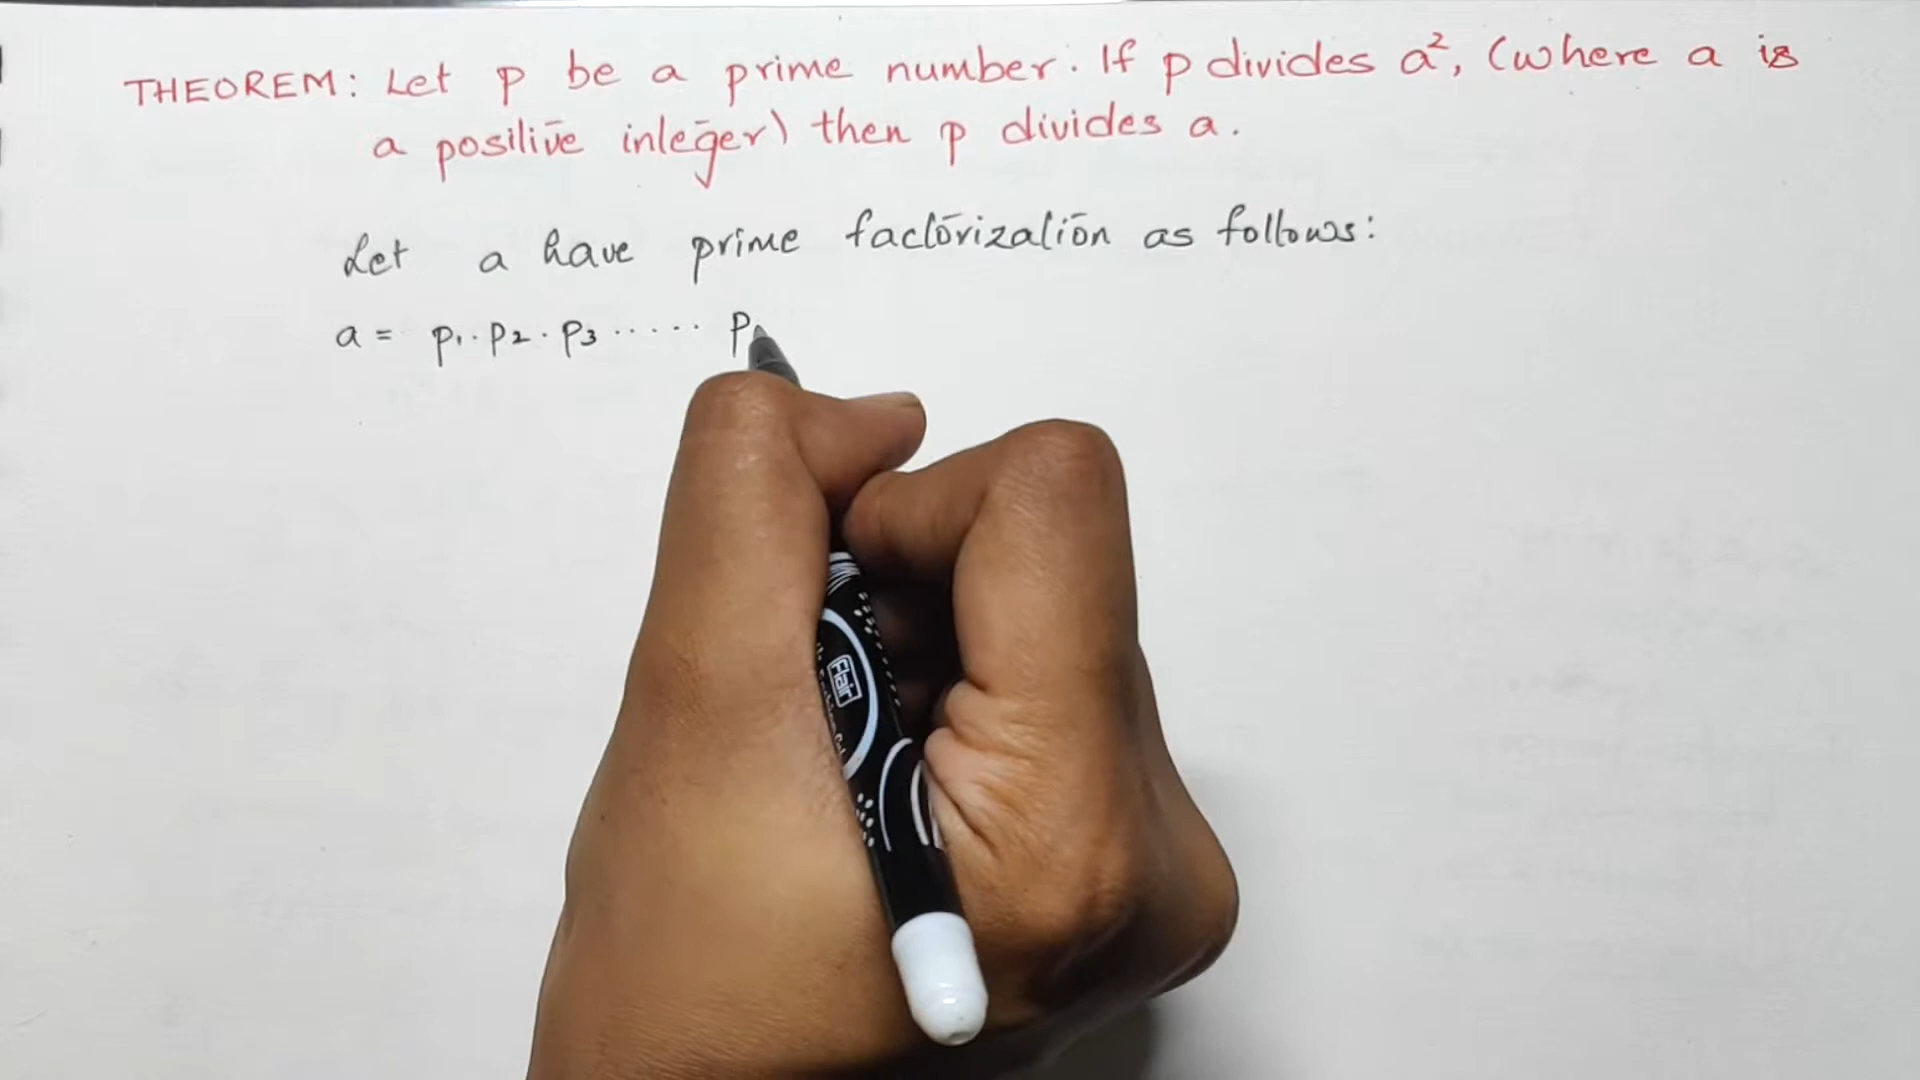 THEOREM: Let p be a prime number. If p divides a², (where a is
a positive integer) then p divides a.
Let a have prime factorization as follows:
a = p₁. p₂ . p₃ ...... p
Flair